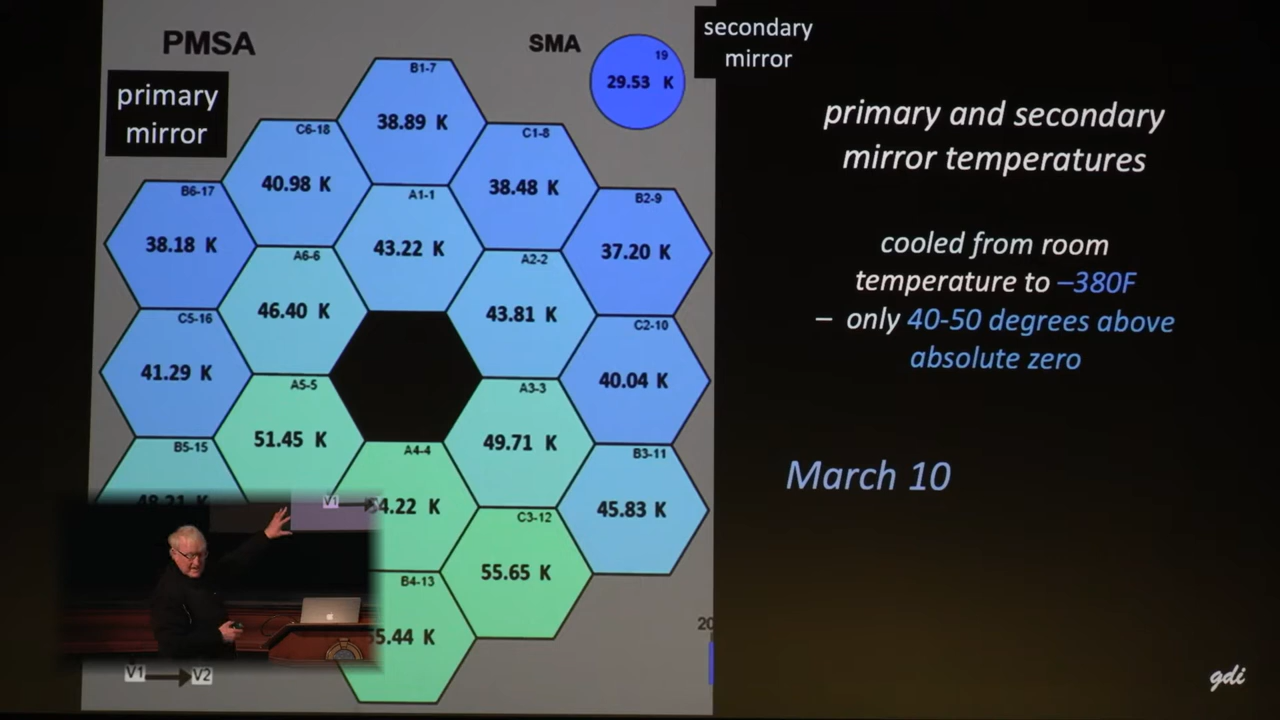 PMSA
SMA
secondary
mirror
primary
mirror
19
29.53 K
B1-7
38.89 K
C6-18
40.98 K
C1-8
38.48 K
B6-17
38.18 K
A1-1
43.22 K
B2-9
37.20 K
A6-6
46.40 K
A2-2
43.81 K
C5-16
41.29 K
C2-10
40.04 K
A5-5
51.45 K
A3-3
49.71 K
B5-15
A4-4
54.22 K
B3-11
45.83 K
C3-12
55.65 K
B4-13
V1
V1
V2
20
primary and secondary
mirror temperatures
cooled from room
temperature to –380F
– only 40-50 degrees above
absolute zero
March 10
gdi